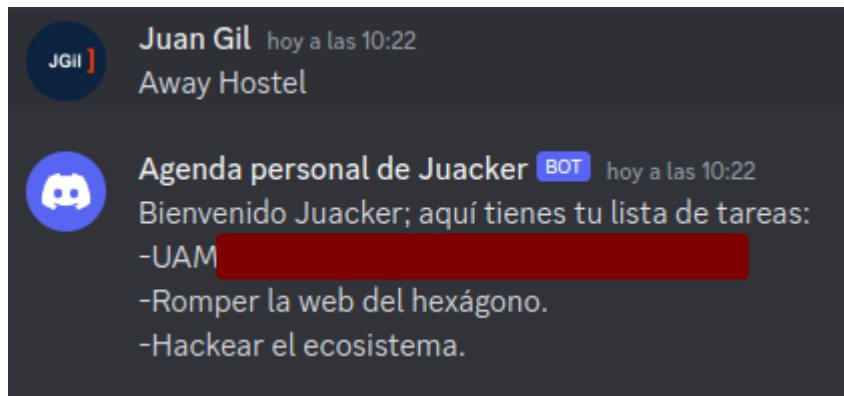 Juan Gil hoy a las 10:22
JGil ]
Away Hostel
Agenda personal de Juacker BOT hoy a las 10:22
Bienvenido Juacker; aquí tienes tu lista de tareas:
-UAM
-Romper la web del hexágono.
-Hackear el ecosistema.